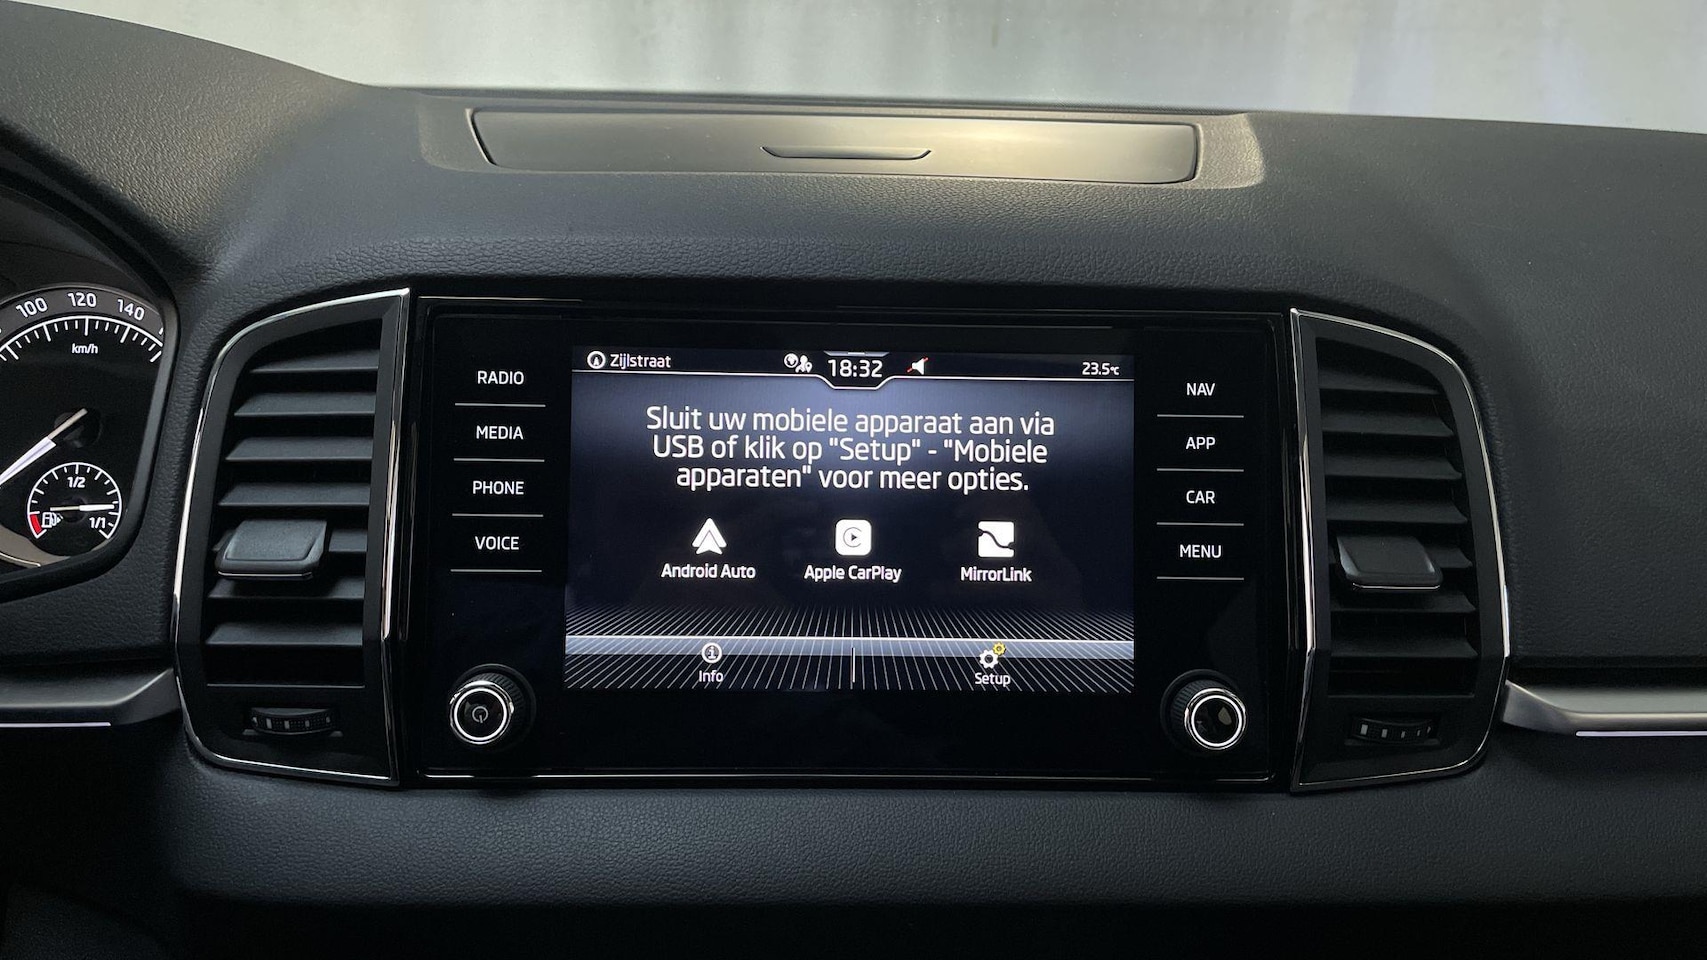 100 120 140
km/h
1/2
1/1
RADIO
MEDIA
PHONE
VOICE
Zijlstraat 18:32 23.5°C
Sluit uw mobiele apparaat aan via
USB of klik op "Setup" - "Mobiele
apparaten" voor meer opties.
Android Auto Apple CarPlay MirrorLink
Info Setup
NAV
APP
CAR
MENU